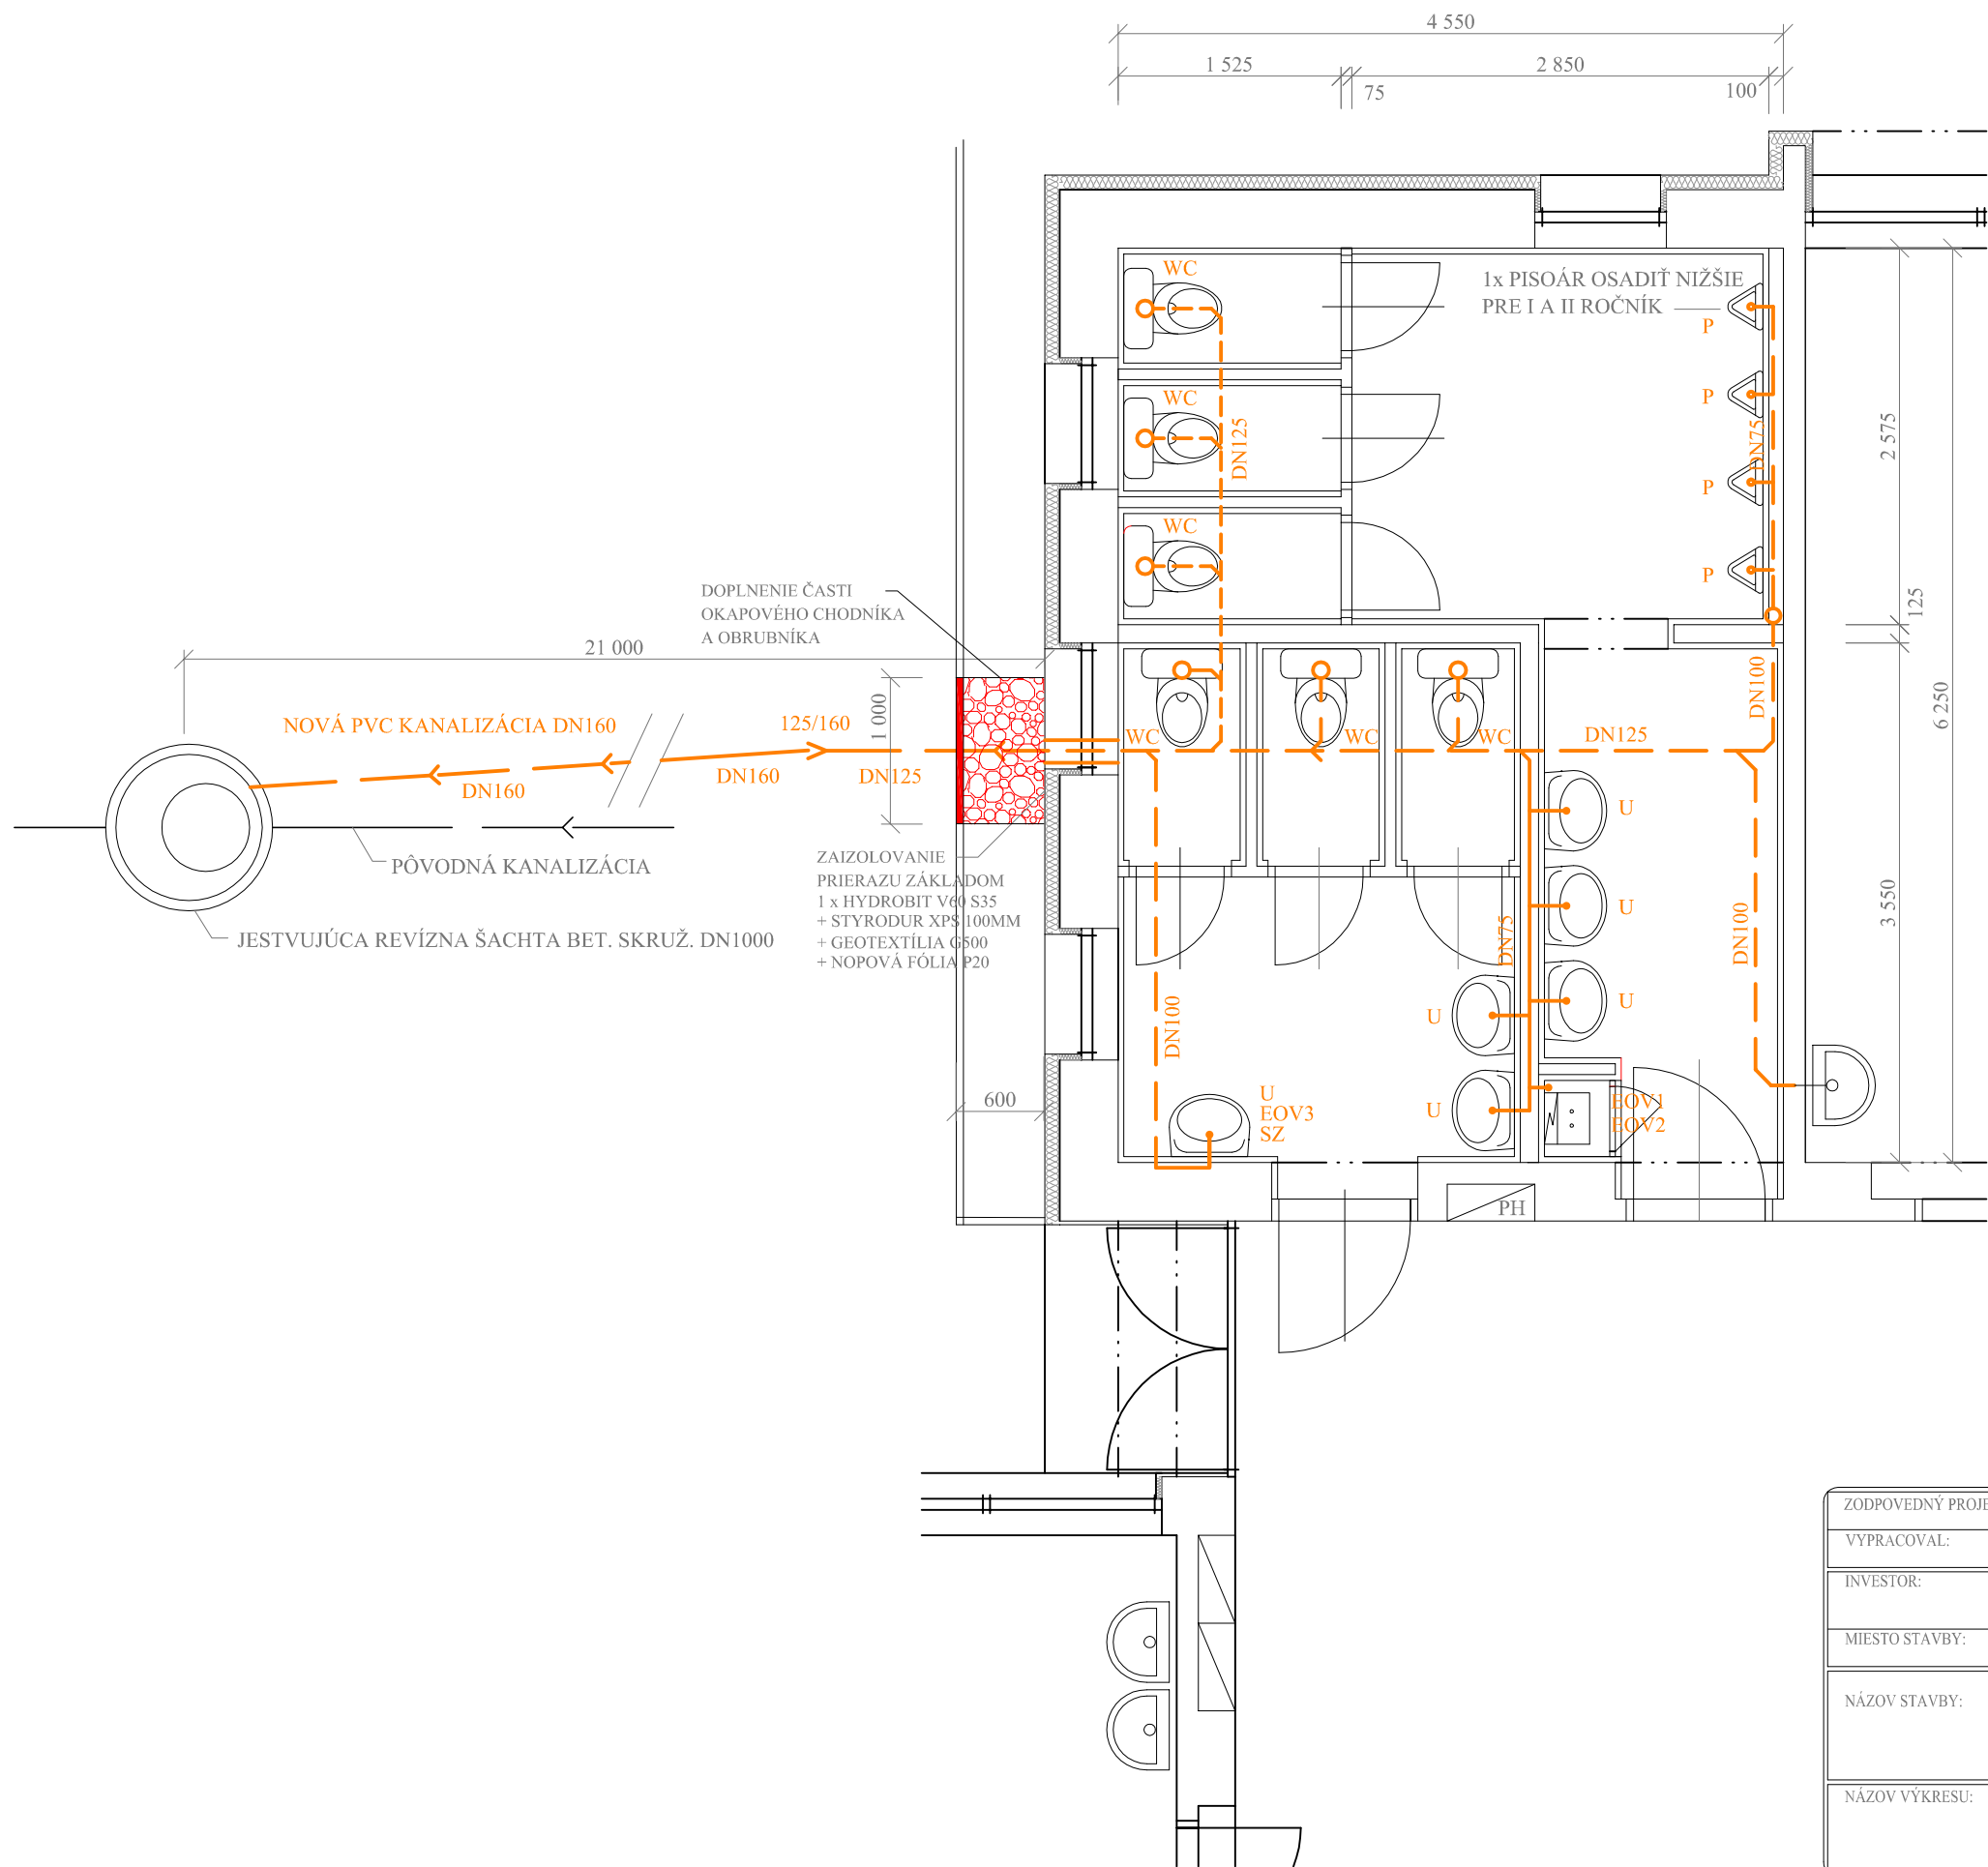 4 550
1 525
2 850
75
100
WC
1x PISOÁR OSADIŤ NIŽŠIE
PRE I A II ROČNÍK
P
WC
P
DN125
DN75
2 575
P
WC
P
DOPLNENIE ČASTI
OKAPOVÉHO CHODNÍKA
A OBRUBNÍKA
125
21 000
1 000
DN100
6 250
NOVÁ PVC KANALIZÁCIA DN160
125/160
WC
WC
WC
DN125
DN160
DN160
DN125
U
PÔVODNÁ KANALIZÁCIA
ZAIZOLOVANIE
PRIERAZU ZÁKLADOM
1 x HYDROBIT V60 S35
+ STYRODUR XPS 100MM
+ GEOTEXTÍLIA G500
+ NOPOVÁ FÓLIA P20
U
3 550
JESTVUJÚCA REVÍZNA ŠACHTA BET. SKRUŽ. DN1000
DN75
DN100
U
DN100
U
600
U
EOV3
SZ
U
EOV1
EOV2
PH
ZODPOVEDNÝ PROJE
VYPRACOVAL:
INVESTOR:
MIESTO STAVBY:
NÁZOV STAVBY:
NÁZOV VÝKRESU: